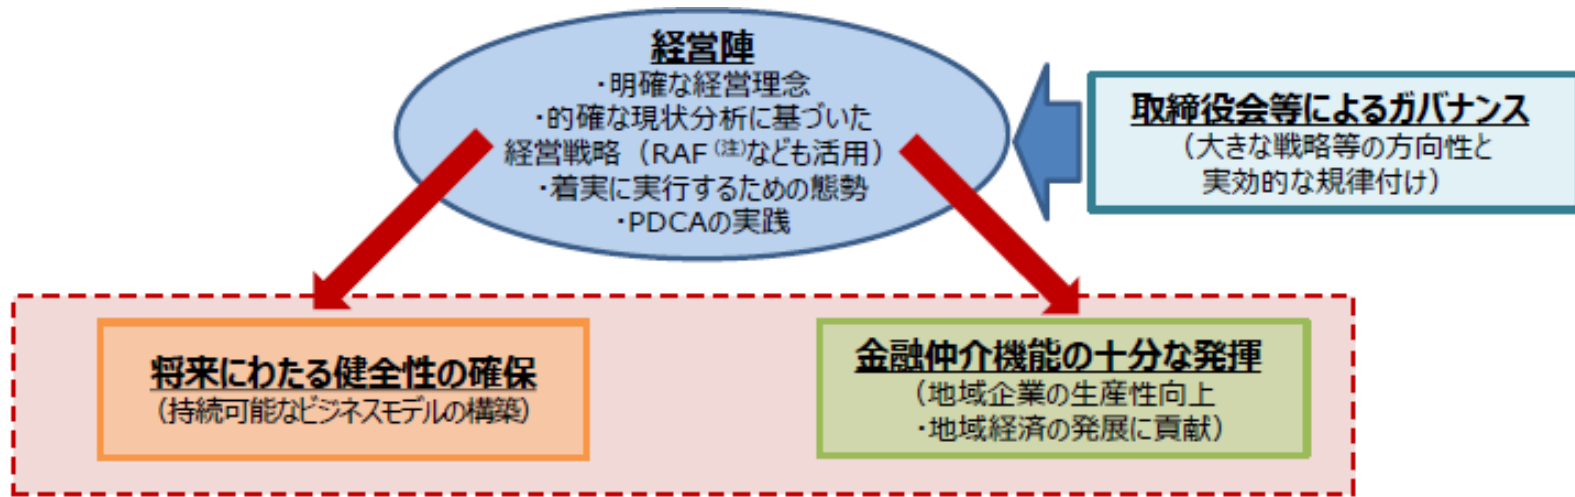 経営陣
・明確な経営理念
・的確な現状分析に基づいた
経営戦略（RAF（注）なども活用）
・着実に実行するための態勢
・PDCAの実践
取締役会等によるガバナンス
（大きな戦略等の方向性と
実効的な規律付け）
将来にわたる健全性の確保
（持続可能なビジネスモデルの構築）
金融仲介機能の十分な発揮
（地域企業の生産性向上
・地域経済の発展に貢献）